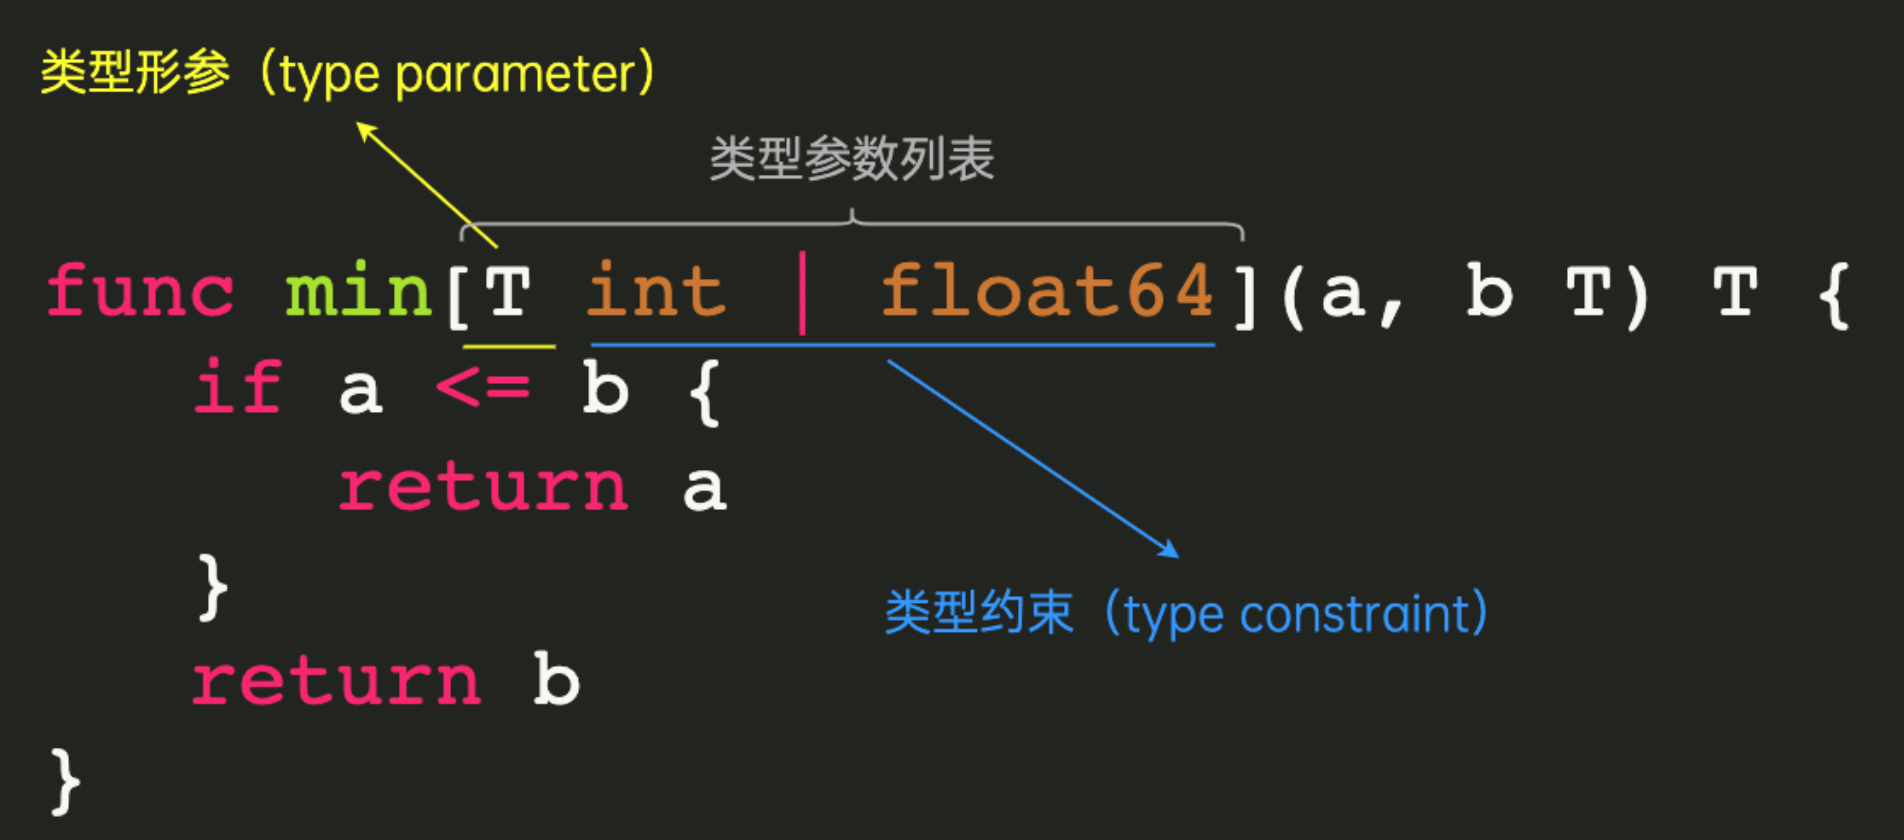 类型形参（type parameter）
类型参数列表
func min[T int | float64](a, b T) T {
if a <= b {
return a
}
return b
}
类型约束（type constraint）